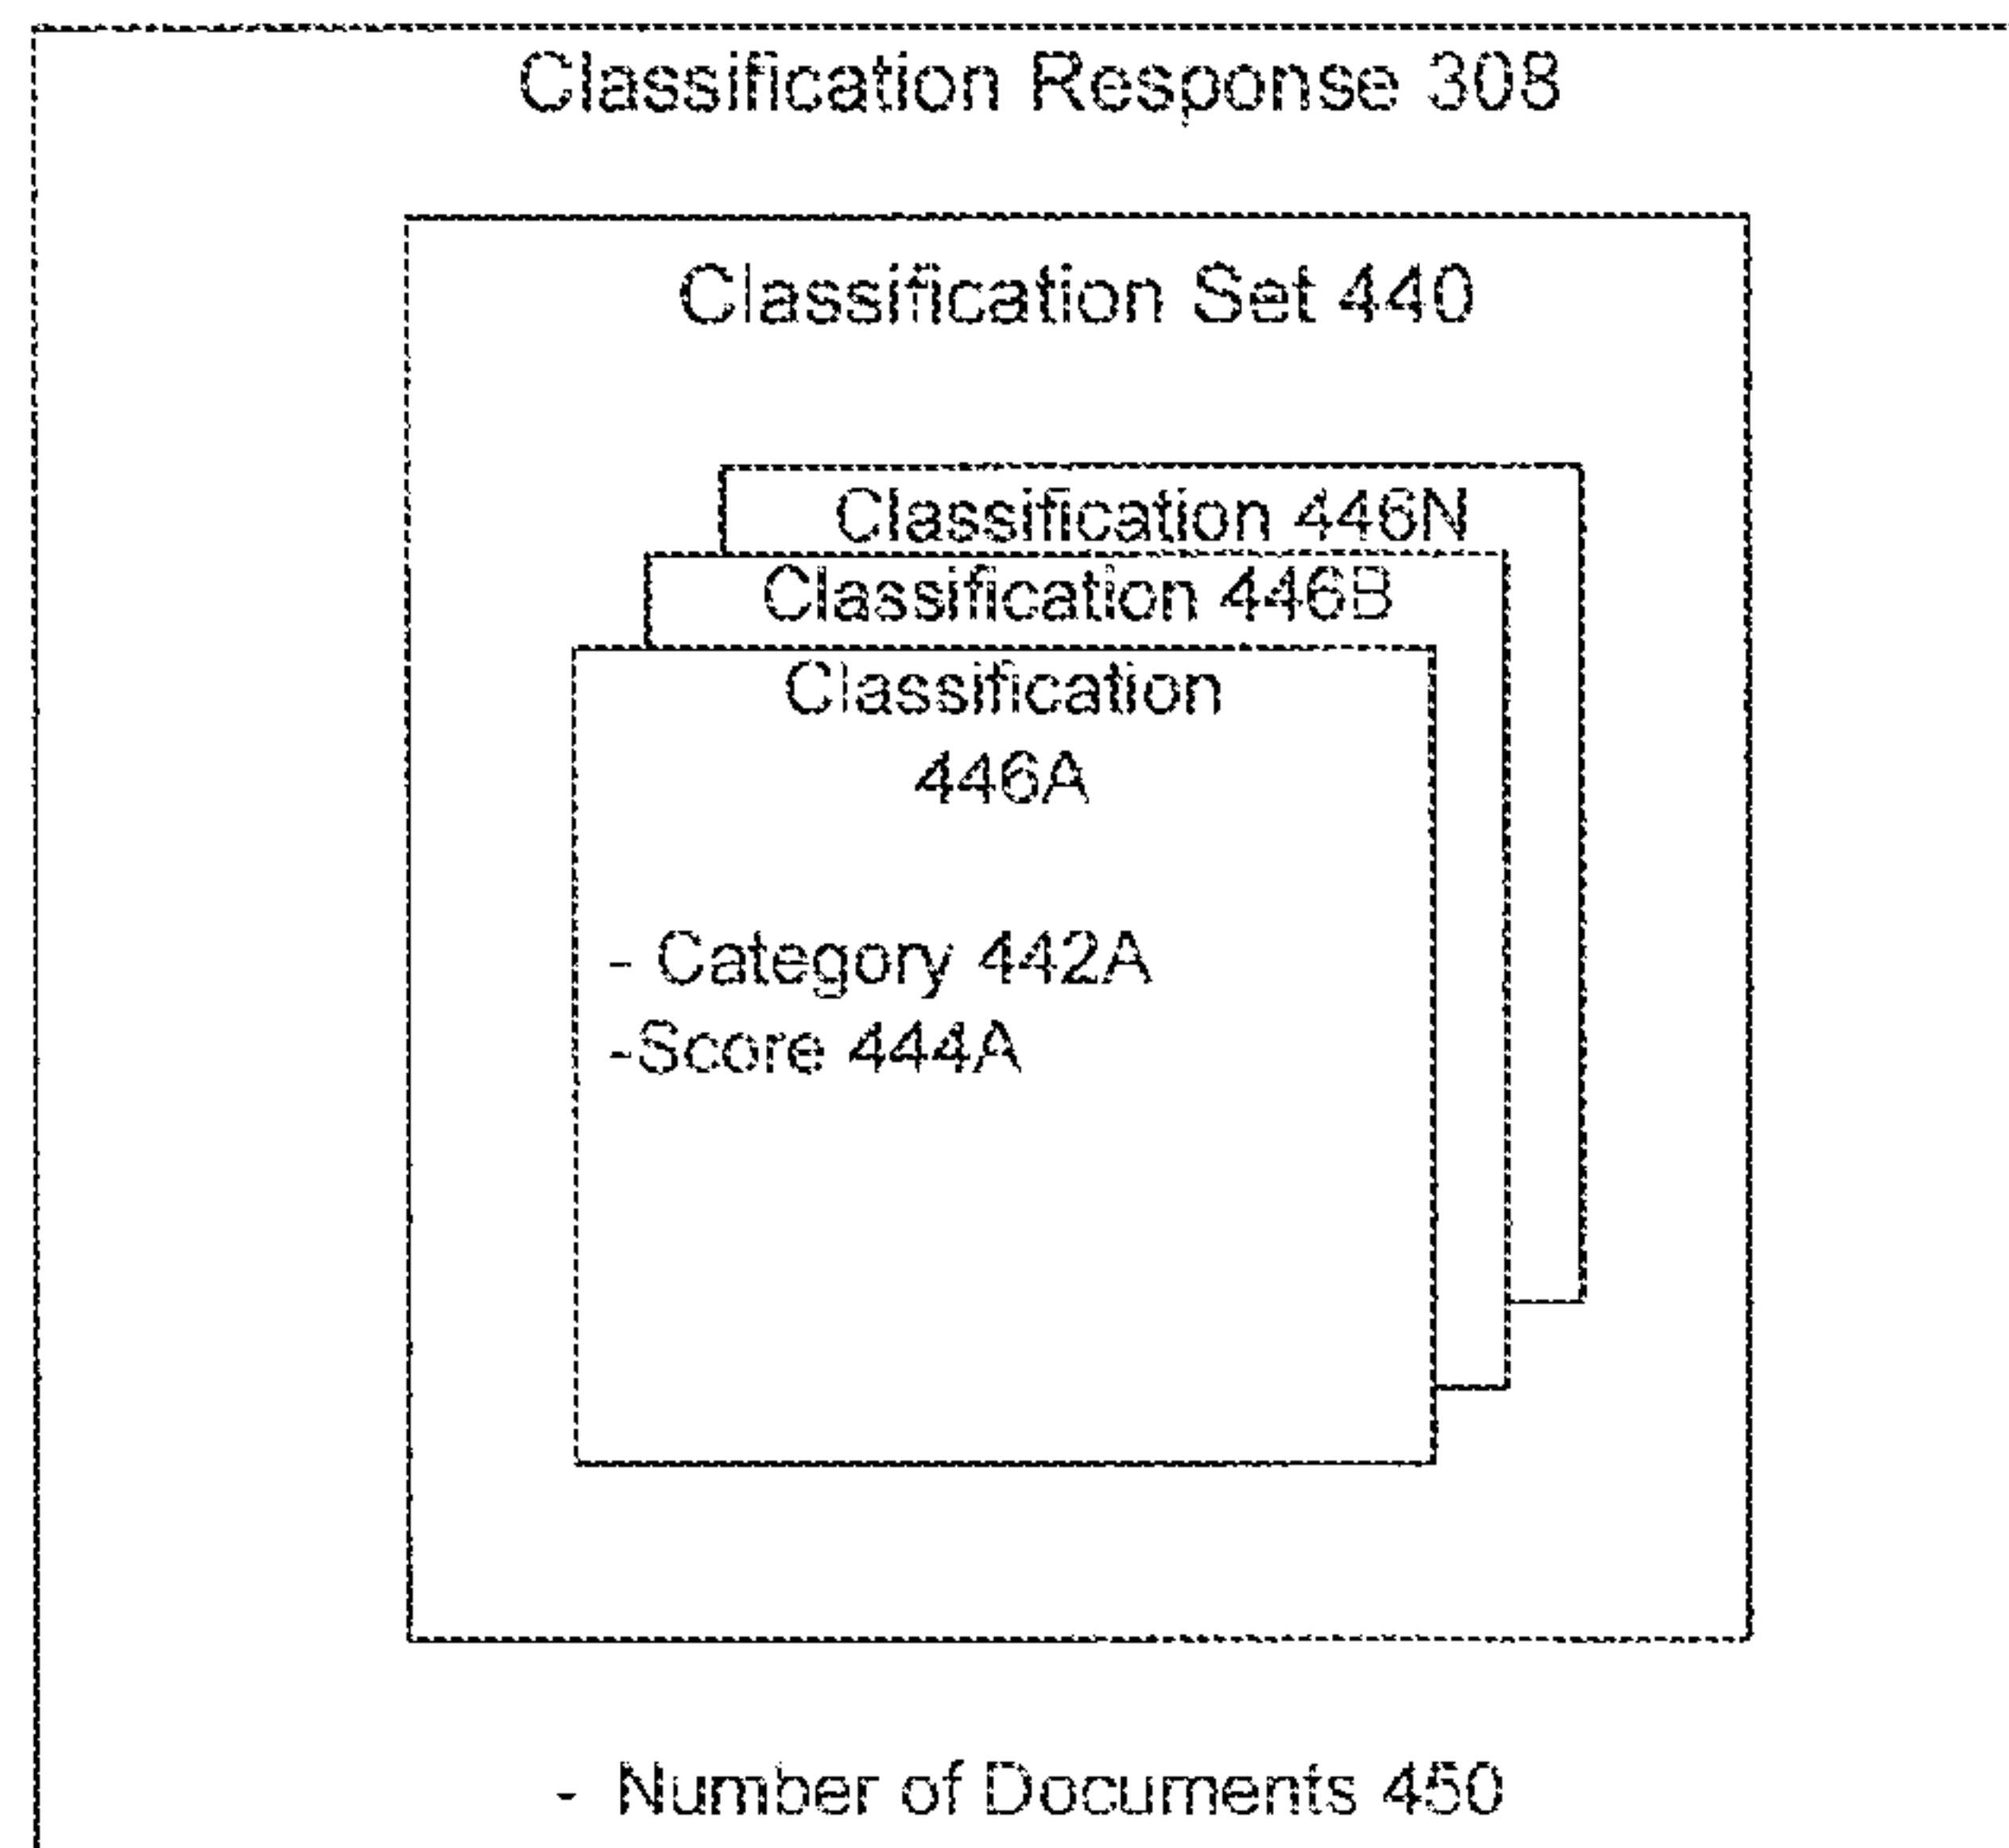 Classification Response 308
Classification Set 440
Classification 446N
Classification 446B
Classification
446A
- Category 442A
-Score 444A
- Number of Documents 450